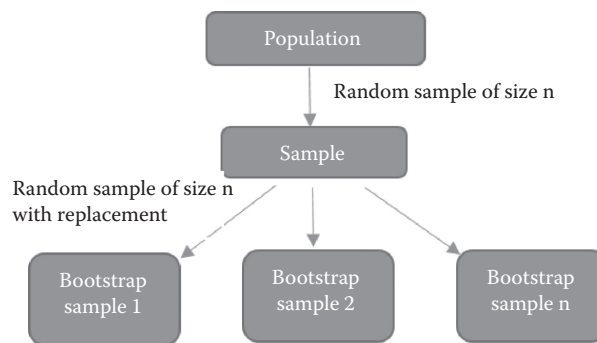 Population
Random sample of size n
Sample
Random sample of size n
with replacement
Bootstrap
sample 1
Bootstrap
sample 2
Bootstrap
sample n